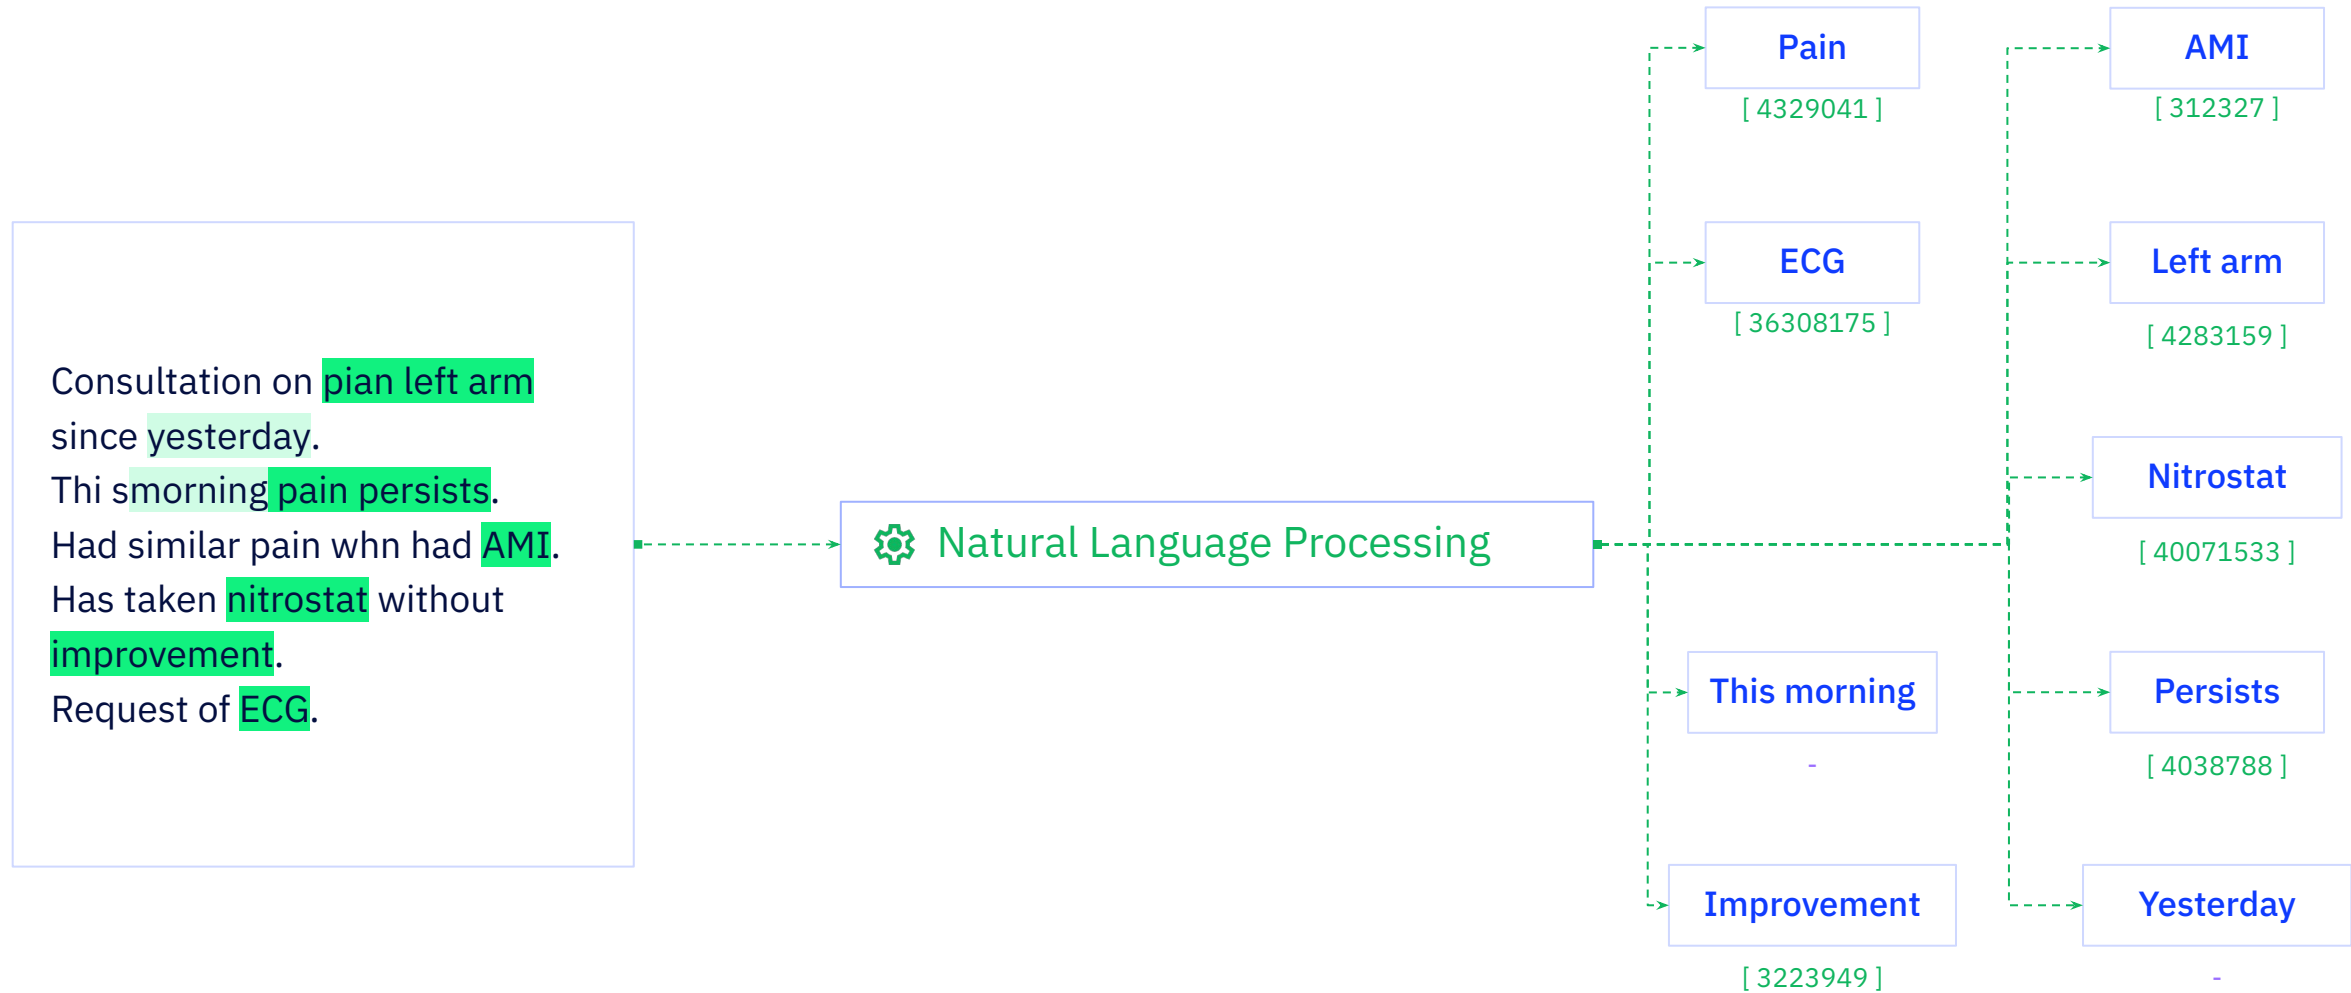 Consultation on pian left arm
since yesterday.
Thi smorning pain persists.
Had similar pain whn had AMI.
Has taken nitrostat without
improvement.
Request of ECG.
Natural Language Processing
Pain
[ 4329041 ]
ECG
[ 36308175 ]
This morning
-
Improvement
[ 3223949 ]
AMI
[ 312327 ]
Left arm
[ 4283159 ]
Nitrostat
[ 40071533 ]
Persists
[ 4038788 ]
Yesterday
-